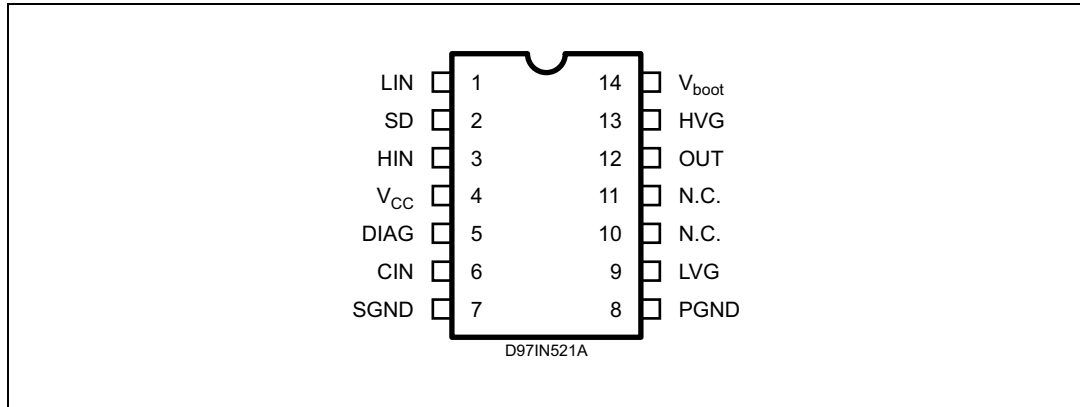 LIN 1 14 Vboot
SD 2 13 HVG
HIN 3 12 OUT
VCC 4 11 N.C.
DIAG 5 10 N.C.
CIN 6 9 LVG
SGND 7 8 PGND
D97IN521A